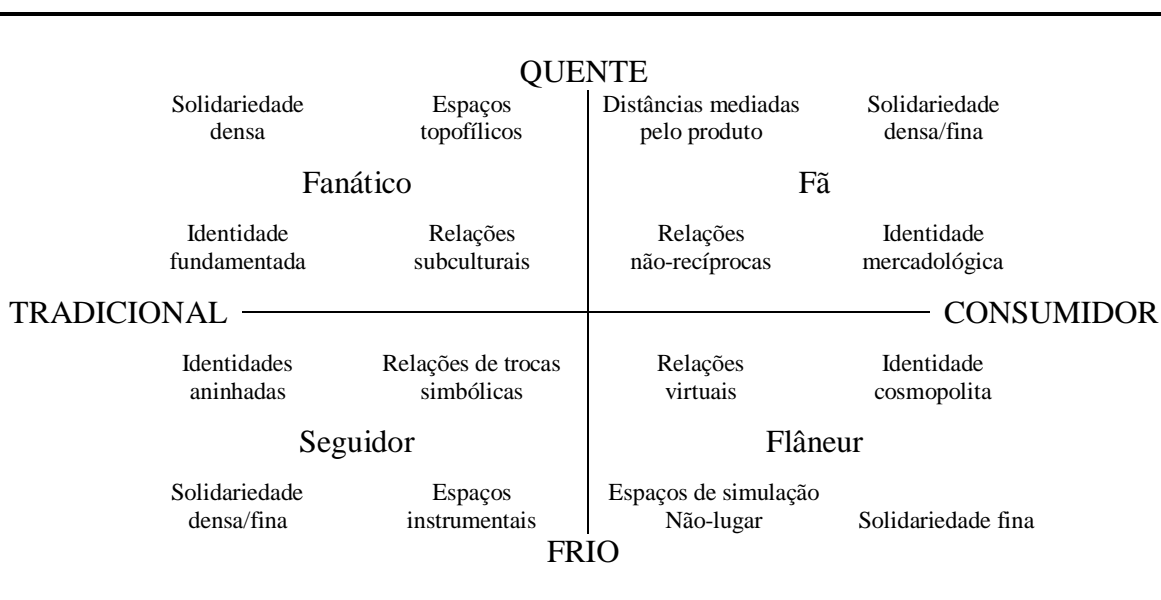 QUENTE
Solidariedade
densa
Espaços
topofílicos
Distâncias mediadas
pelo produto
Solidariedade
densa/fina
Fanático
Fã
Identidade
fundamentada
Relações
subculturais
Relações
não-recíprocas
Identidade
mercadológica
TRADICIONAL
CONSUMIDOR
Identidades
aninhadas
Relações de trocas
simbólicas
Relações
virtuais
Identidade
cosmopolita
Seguidor
Flâneur
Solidariedade
densa/fina
Espaços
instrumentais
Espaços de simulação
Não-lugar
Solidariedade fina
FRIO